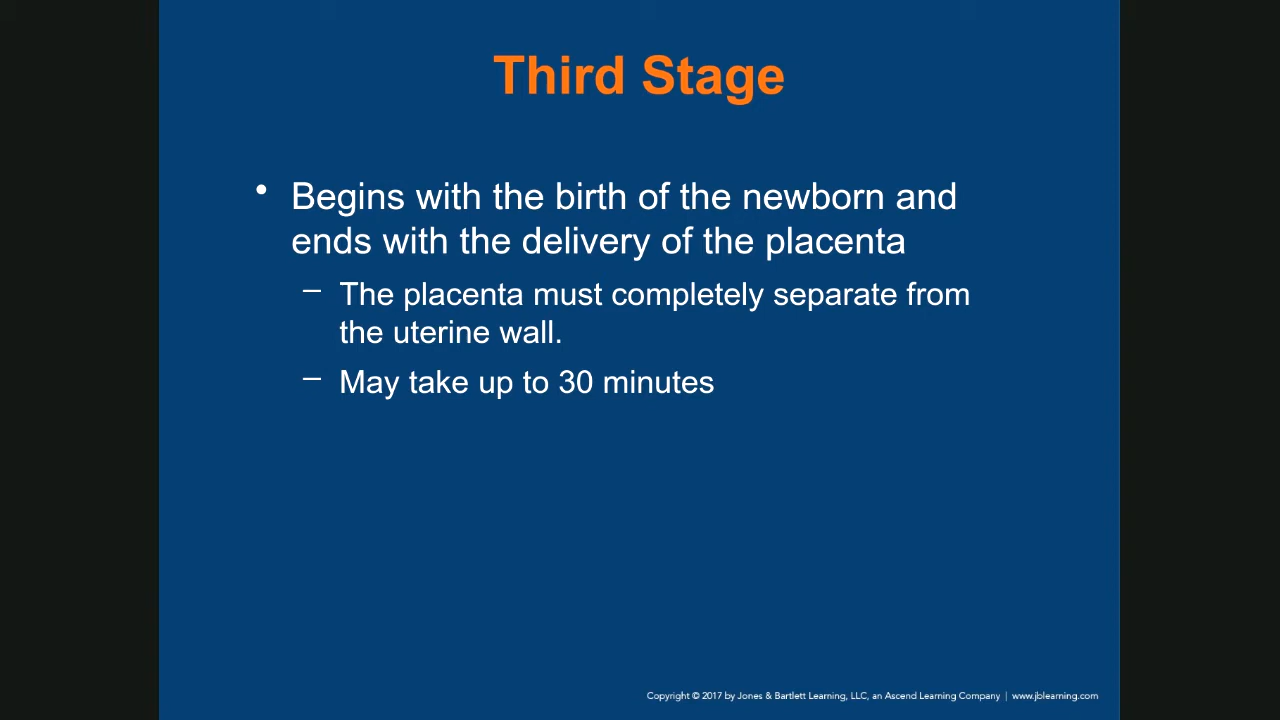 Third Stage
• Begins with the birth of the newborn and
ends with the delivery of the placenta
– The placenta must completely separate from
the uterine wall.
– May take up to 30 minutes
Copyright © 2017 by Jones & Bartlett Learning, LLC, an Ascend Learning Company | www.jblearning.com